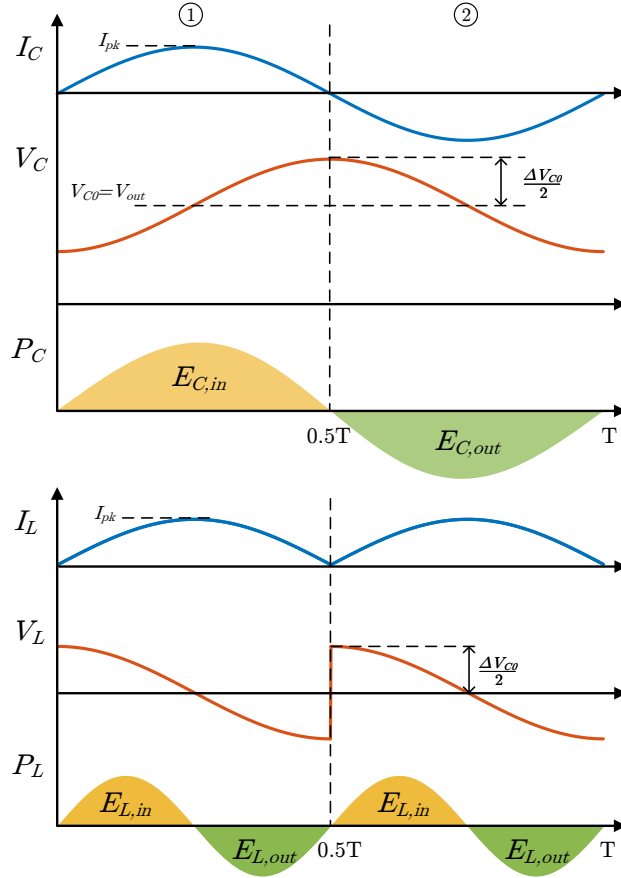 ① ②
I_C I_pk
V_C V_C0=V_out ΔV_C0/2
P_C E_C,in
E_C,out
0.5T T
I_L I_pk
V_L ΔV_C0/2
P_L
E_L,in E_L,out E_L,in E_L,out
0.5T T